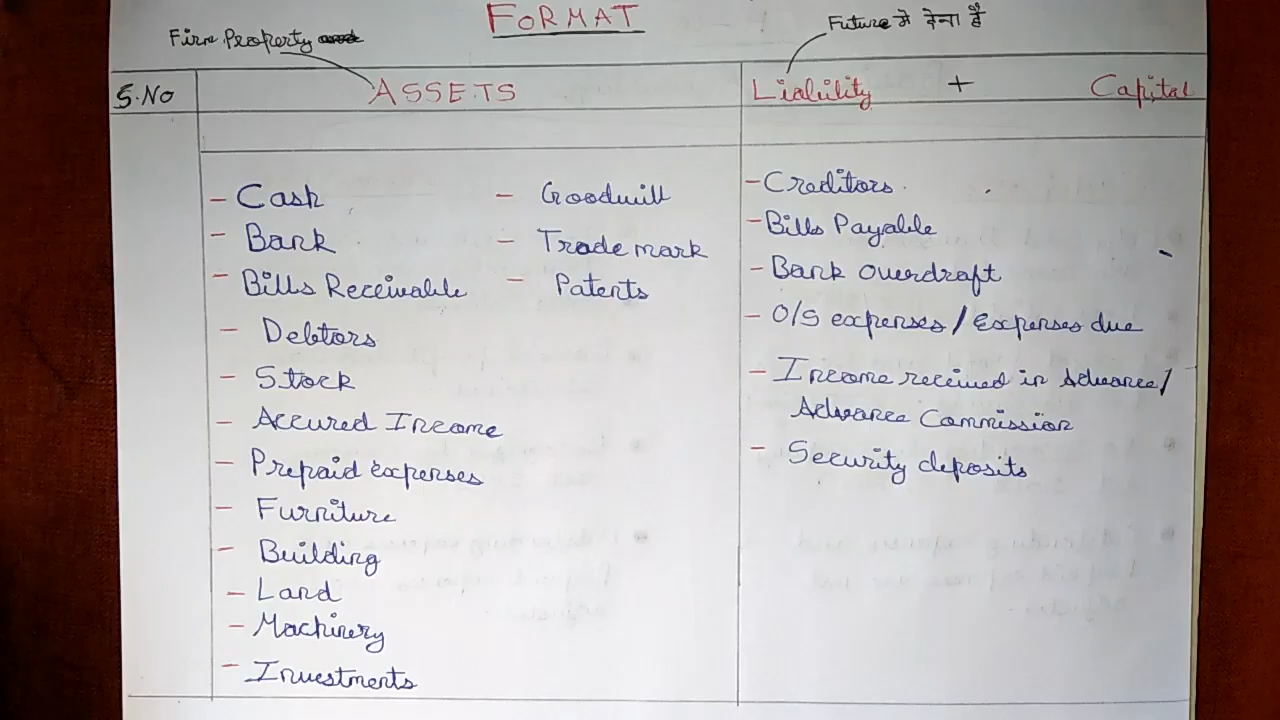 FORMAT
Firm Property
Future मे देना है
S.No
ASSETS
Liability + Capital
- Cash
- Bank
- Bills Receivable
- Debtors
- Stock
- Accured Income
- Prepaid expenses
- Furniture
- Building
- Land
- Machinery
- Investments
- Goodwill
- Trade mark
- Patents
- Creditors
- Bills Payable
- Bank overdraft
- O/S expenses / Expenses due
- Income received in Advance /
Advance Commission
- Security deposits